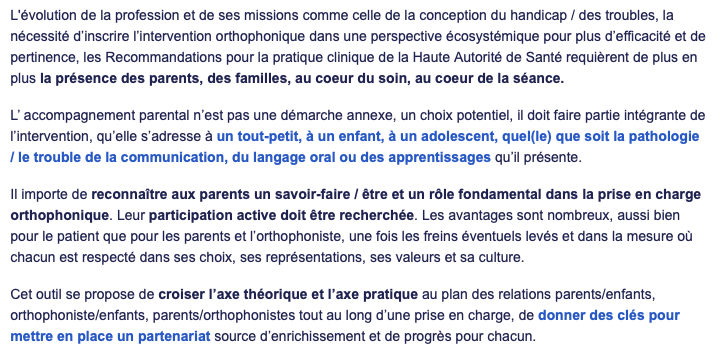 L'évolution de la profession et de ses missions comme celle de la conception du handicap / des troubles, la
nécessité d'inscrire l'intervention orthophonique dans une perspective écosystémique pour plus d'efficacité et de
pertinence, les Recommandations pour la pratique clinique de la Haute Autorité de Santé requièrent de plus en
plus la présence des parents, des familles, au coeur du soin, au coeur de la séance.
L' accompagnement parental n'est pas une démarche annexe, un choix potentiel, il doit faire partie intégrante de
l'intervention, qu'elle s'adresse à un tout-petit, à un enfant, à un adolescent, quel(le) que soit la pathologie
/ le trouble de la communication, du langage oral ou des apprentissages qu'il présente.
Il importe de reconnaître aux parents un savoir-faire / être et un rôle fondamental dans la prise en charge
orthophonique. Leur participation active doit être recherchée. Les avantages sont nombreux, aussi bien
pour le patient que pour les parents et l'orthophoniste, une fois les freins éventuels levés et dans la mesure où
chacun est respecté dans ses choix, ses représentations, ses valeurs et sa culture.
Cet outil se propose de croiser l'axe théorique et l'axe pratique au plan des relations parents/enfants,
orthophoniste/enfants, parents/orthophonistes tout au long d'une prise en charge, de donner des clés pour
mettre en place un partenariat source d'enrichissement et de progrès pour chacun.